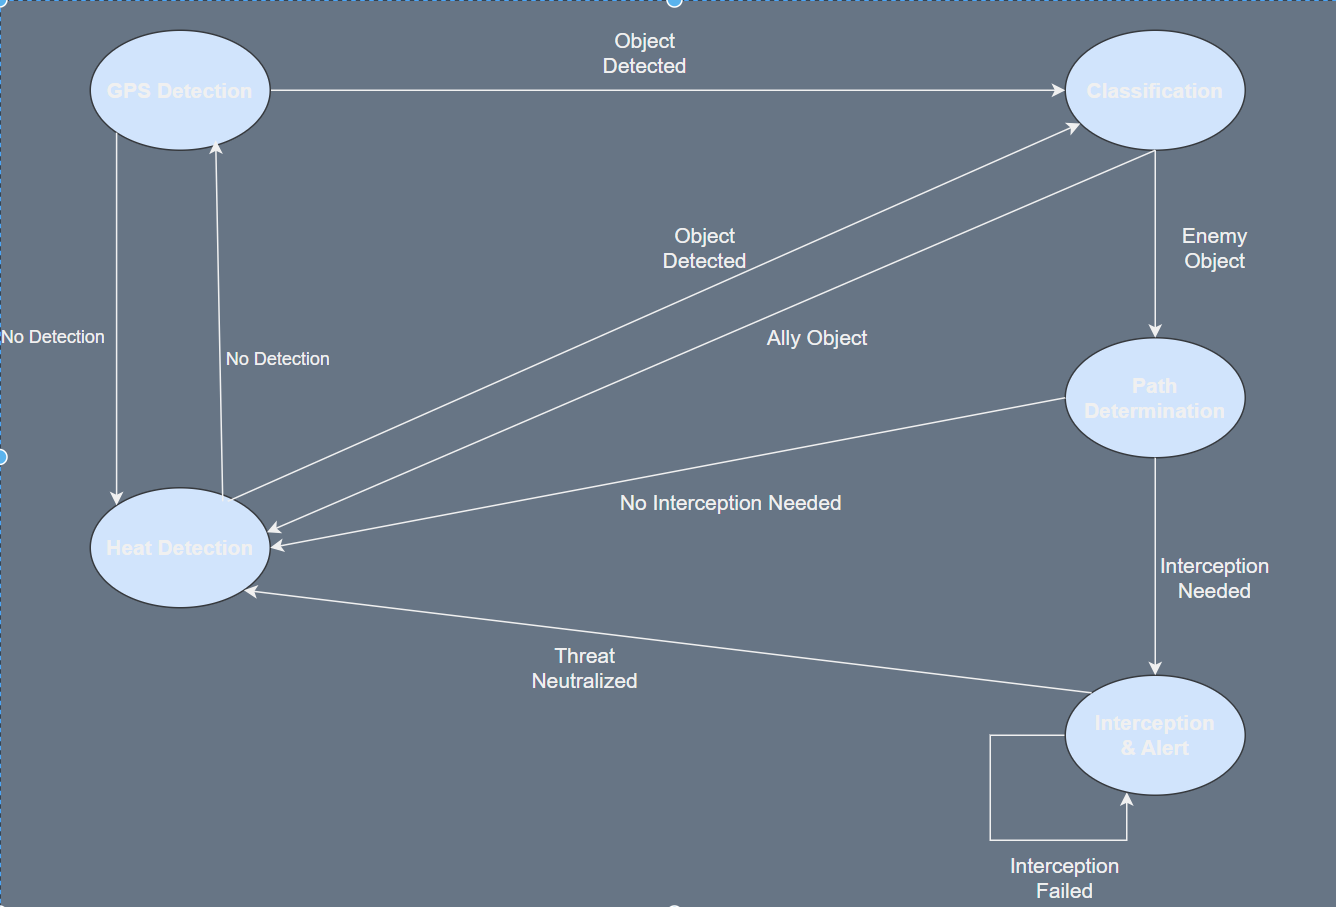 Object
Detected
GPS Detection
Classification
Object
Detected
Enemy
Object
No Detection
No Detection
Ally Object
Path
Determination
No Interception Needed
Heat Detection
Interception
Needed
Threat
Neutralized
Interception
& Alert
Interception
Failed